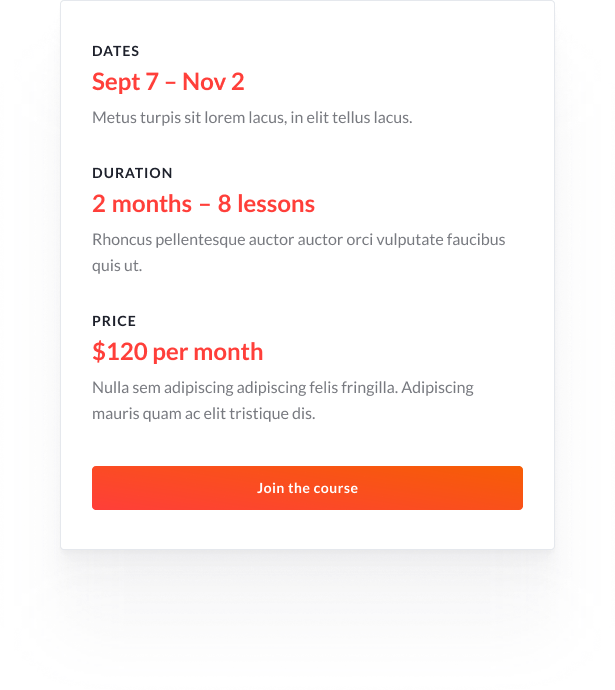 DATES
Sept 7 – Nov 2
Metus turpis sit lorem lacus, in elit tellus lacus.
DURATION
2 months – 8 lessons
Rhoncus pellentesque auctor auctor orci vulputate faucibus
quis ut.
PRICE
$120 per month
Nulla sem adipiscing adipiscing felis fringilla. Adipiscing
mauris quam ac elit tristique dis.
Join the course